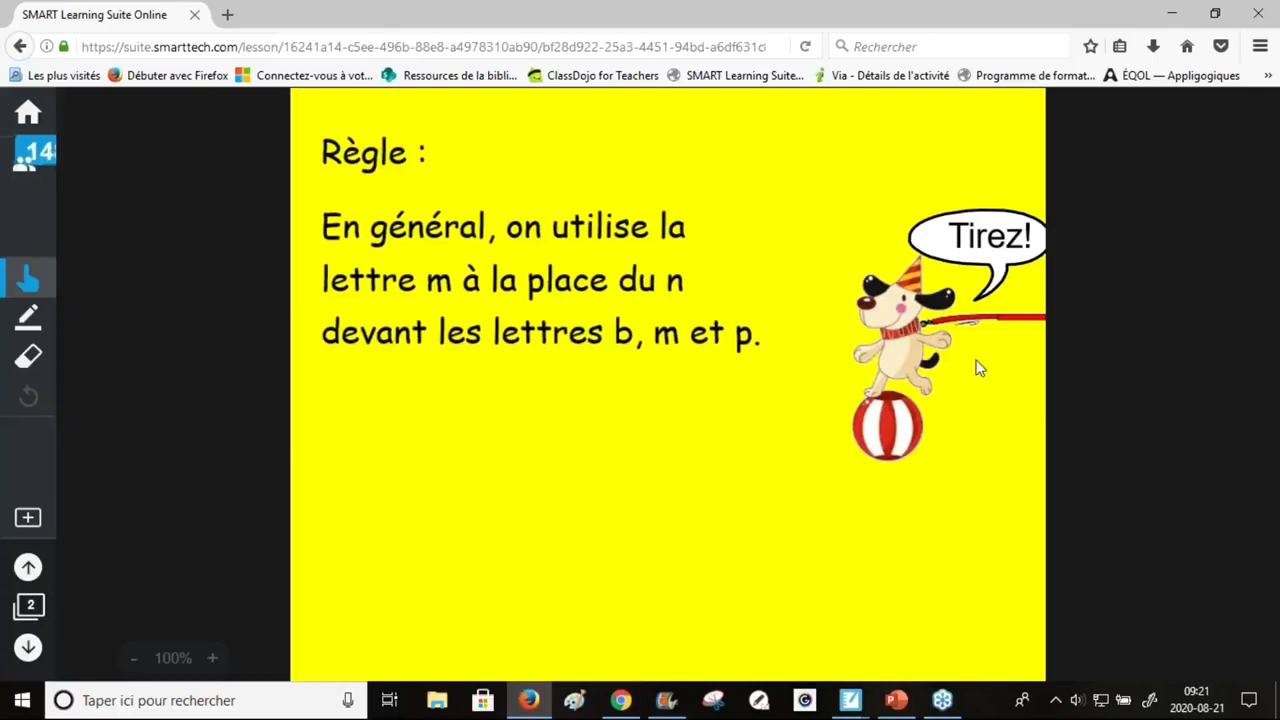 SMART Learning Suite Online
https://suite.smarttech.com/lesson/16241a14-c5ee-496b-88e8-a4978310ab90/bf28d922-25a3-4451-94bd-a6df631c
Rechercher
Les plus visités Débuter avec Firefox Connectez-vous à vot... Ressources de la bibli... ClassDojo for Teachers SMART Learning Suite... Via - Détails de l'activité Programme de format... ÉQOL — Appligogiques
14
Règle :
En général, on utilise la
lettre m à la place du n
devant les lettres b, m et p.
Tirez!
2
- 100% +
Taper ici pour rechercher
09:21
2020-08-21